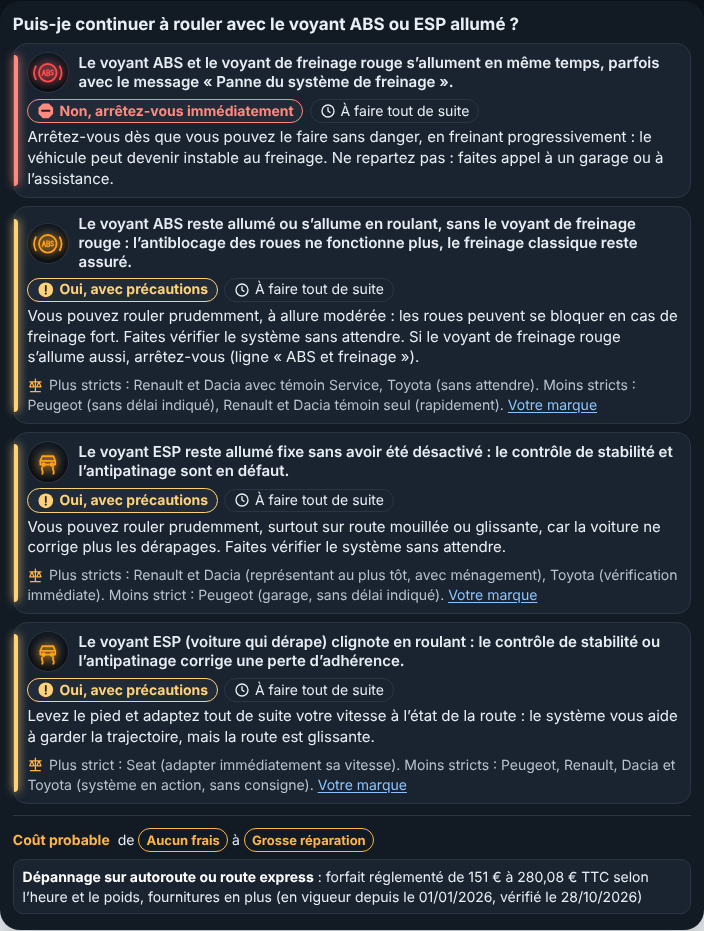 Puis-je continuer à rouler avec le voyant ABS ou ESP allumé ?
ABS
Le voyant ABS et le voyant de freinage rouge s’allument en même temps, parfois
avec le message « Panne du système de freinage ».
Non, arrêtez-vous immédiatement
À faire tout de suite
Arrêtez-vous dès que vous pouvez le faire sans danger, en freinant progressivement : le
véhicule peut devenir instable au freinage. Ne repartez pas : faites appel à un garage ou à
l’assistance.
ABS
Le voyant ABS reste allumé ou s’allume en roulant, sans le voyant de freinage
rouge : l’antiblocage des roues ne fonctionne plus, le freinage classique reste
assuré.
Oui, avec précautions
À faire tout de suite
Vous pouvez rouler prudemment, à allure modérée : les roues peuvent se bloquer en cas de
freinage fort. Faites vérifier le système sans attendre. Si le voyant de freinage rouge
s’allume aussi, arrêtez-vous (ligne « ABS et freinage »).
Plus stricts : Renault et Dacia avec témoin Service, Toyota (sans attendre). Moins stricts :
Peugeot (sans délai indiqué), Renault et Dacia témoin seul (rapidement). Votre marque
Le voyant ESP reste allumé fixe sans avoir été désactivé : le contrôle de stabilité et
l’antipatinage sont en défaut.
Oui, avec précautions
À faire tout de suite
Vous pouvez rouler prudemment, surtout sur route mouillée ou glissante, car la voiture ne
corrige plus les dérapages. Faites vérifier le système sans attendre.
Plus stricts : Renault et Dacia (représentant au plus tôt, avec ménagement), Toyota (vérification
immédiate). Moins strict : Peugeot (garage, sans délai indiqué). Votre marque
Le voyant ESP (voiture qui dérape) clignote en roulant : le contrôle de stabilité ou
l’antipatinage corrige une perte d’adhérence.
Oui, avec précautions
À faire tout de suite
Levez le pied et adaptez tout de suite votre vitesse à l’état de la route : le système vous aide
à garder la trajectoire, mais la route est glissante.
Plus strict : Seat (adapter immédiatement sa vitesse). Moins stricts : Peugeot, Renault, Dacia et
Toyota (système en action, sans consigne). Votre marque
Coût probable de Aucun frais à Grosse réparation
Dépannage sur autoroute ou route express : forfait réglementé de 151 € à 280,08 € TTC selon
l’heure et le poids, fournitures en plus (en vigueur depuis le 01/01/2026, vérifié le 28/10/2026)